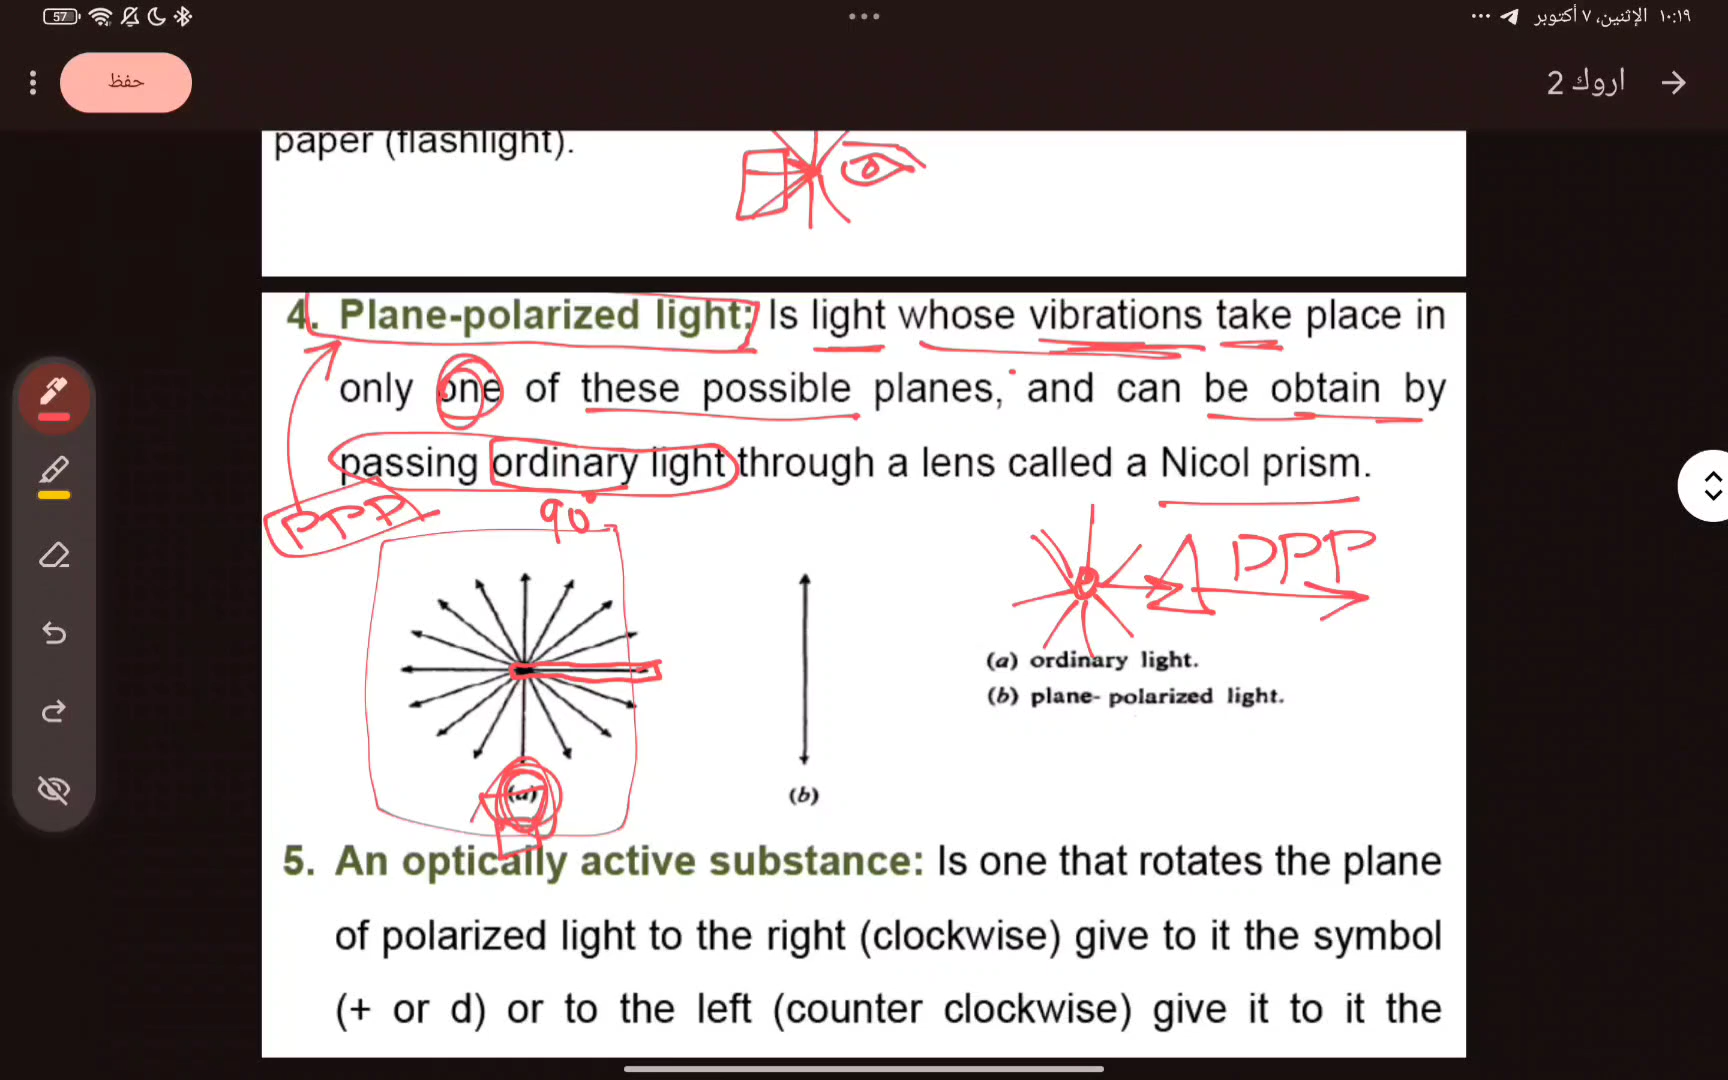 57
١٠:١٩ الإثنين، ٧ أكتوبر
حفظ
اروك 2
paper (flashlight).
4. Plane-polarized light: Is light whose vibrations take place in
only one of these possible planes, and can be obtain by
passing ordinary light through a lens called a Nicol prism.
PPP
90°
PPP
(a) ordinary light.
(b) plane- polarized light.
(a)
(b)
5. An optically active substance: Is one that rotates the plane
of polarized light to the right (clockwise) give to it the symbol
(+ or d) or to the left (counter clockwise) give it to it the